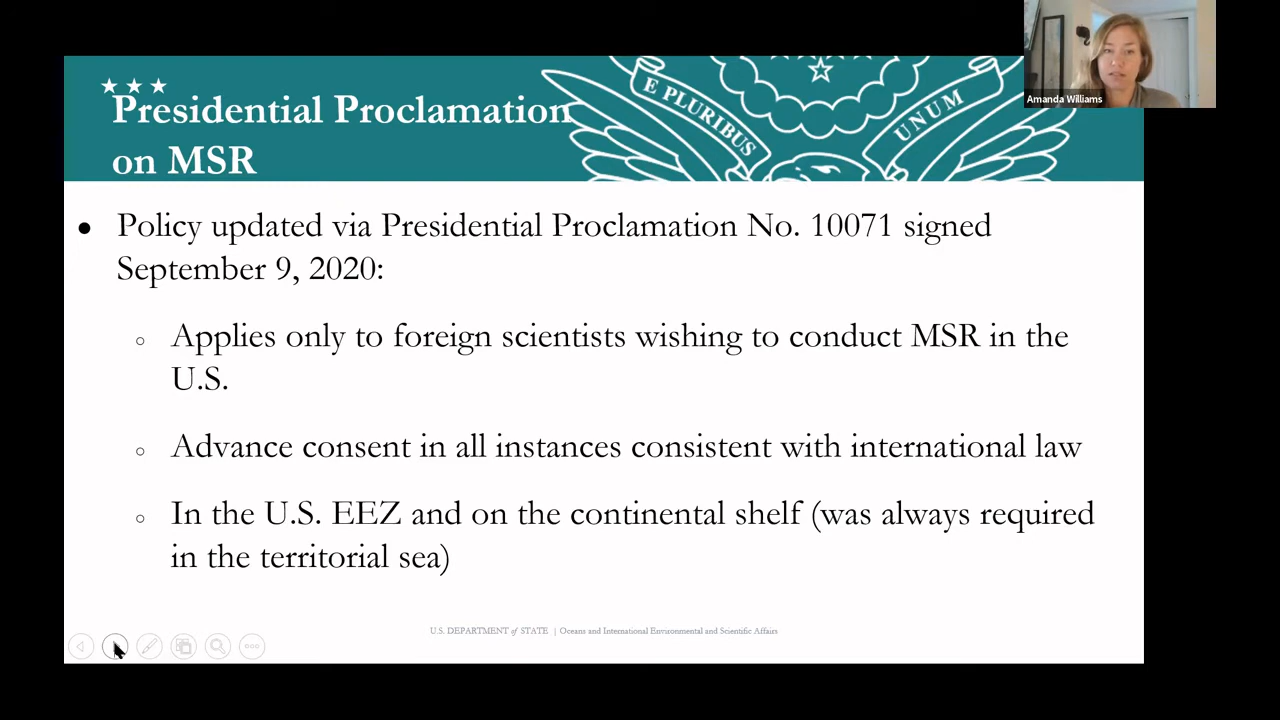 Amanda Williams
E PLURIBUS
UNUM
Presidential Proclamation
on MSR
● Policy updated via Presidential Proclamation No. 10071 signed
September 9, 2020:
○ Applies only to foreign scientists wishing to conduct MSR in the
U.S.
○ Advance consent in all instances consistent with international law
○ In the U.S. EEZ and on the continental shelf (was always required
in the territorial sea)
U.S. DEPARTMENT of STATE | Oceans and International Environmental and Scientific Affairs